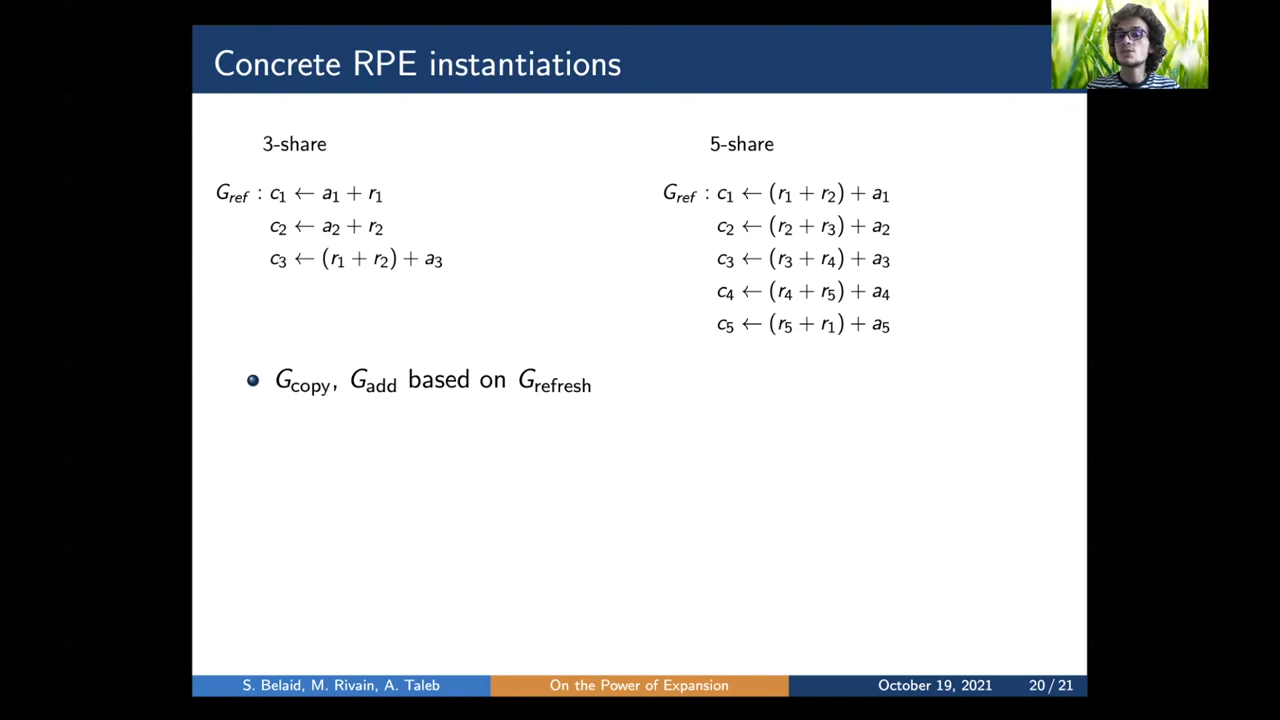 Concrete RPE instantiations
3-share
G_ref : c_1 ← a_1 + r_1
c_2 ← a_2 + r_2
c_3 ← (r_1 + r_2) + a_3
5-share
G_ref : c_1 ← (r_1 + r_2) + a_1
c_2 ← (r_2 + r_3) + a_2
c_3 ← (r_3 + r_4) + a_3
c_4 ← (r_4 + r_5) + a_4
c_5 ← (r_5 + r_1) + a_5
G_copy, G_add based on G_refresh
S. Belaid, M. Rivain, A. Taleb
On the Power of Expansion
October 19, 2021
20 / 21